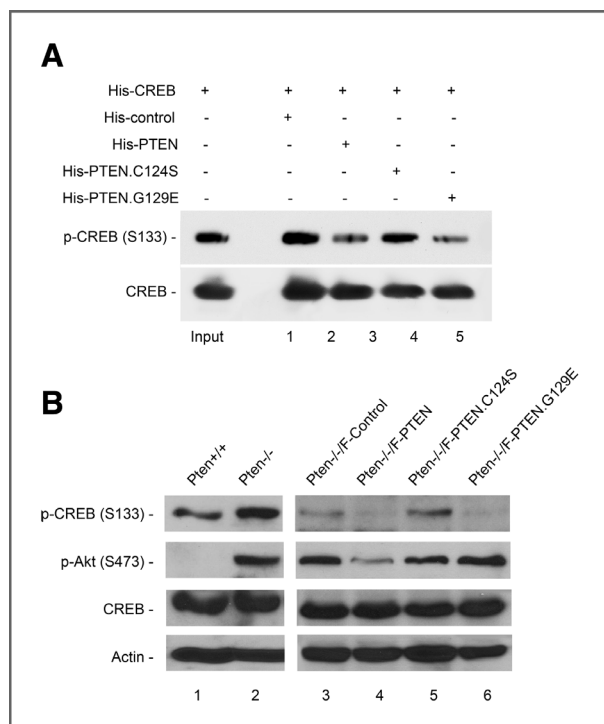 A
His-CREB + + + + +
His-control - + - - -
His-PTEN - - + - -
His-PTEN.C124S - - - + -
His-PTEN.G129E - - - - +
p-CREB (S133) -
CREB -
Input 1 2 3 4 5
B
Pten+/+ Pten-/- Pten-/-/F-Control Pten-/-/F-PTEN Pten-/-/F-PTEN.C124S Pten-/-/F-PTEN.G129E
p-CREB (S133) -
p-Akt (S473) -
CREB -
Actin -
1 2 3 4 5 6